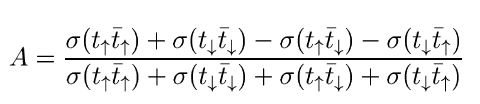 A = \frac{\sigma(t_\uparrow \bar{t}_\uparrow) + \sigma(t_\downarrow \bar{t}_\downarrow) - \sigma(t_\uparrow \bar{t}_\downarrow) - \sigma(t_\downarrow \bar{t}_\uparrow)}{\sigma(t_\uparrow \bar{t}_\uparrow) + \sigma(t_\downarrow \bar{t}_\downarrow) + \sigma(t_\uparrow \bar{t}_\downarrow) + \sigma(t_\downarrow \bar{t}_\uparrow)}